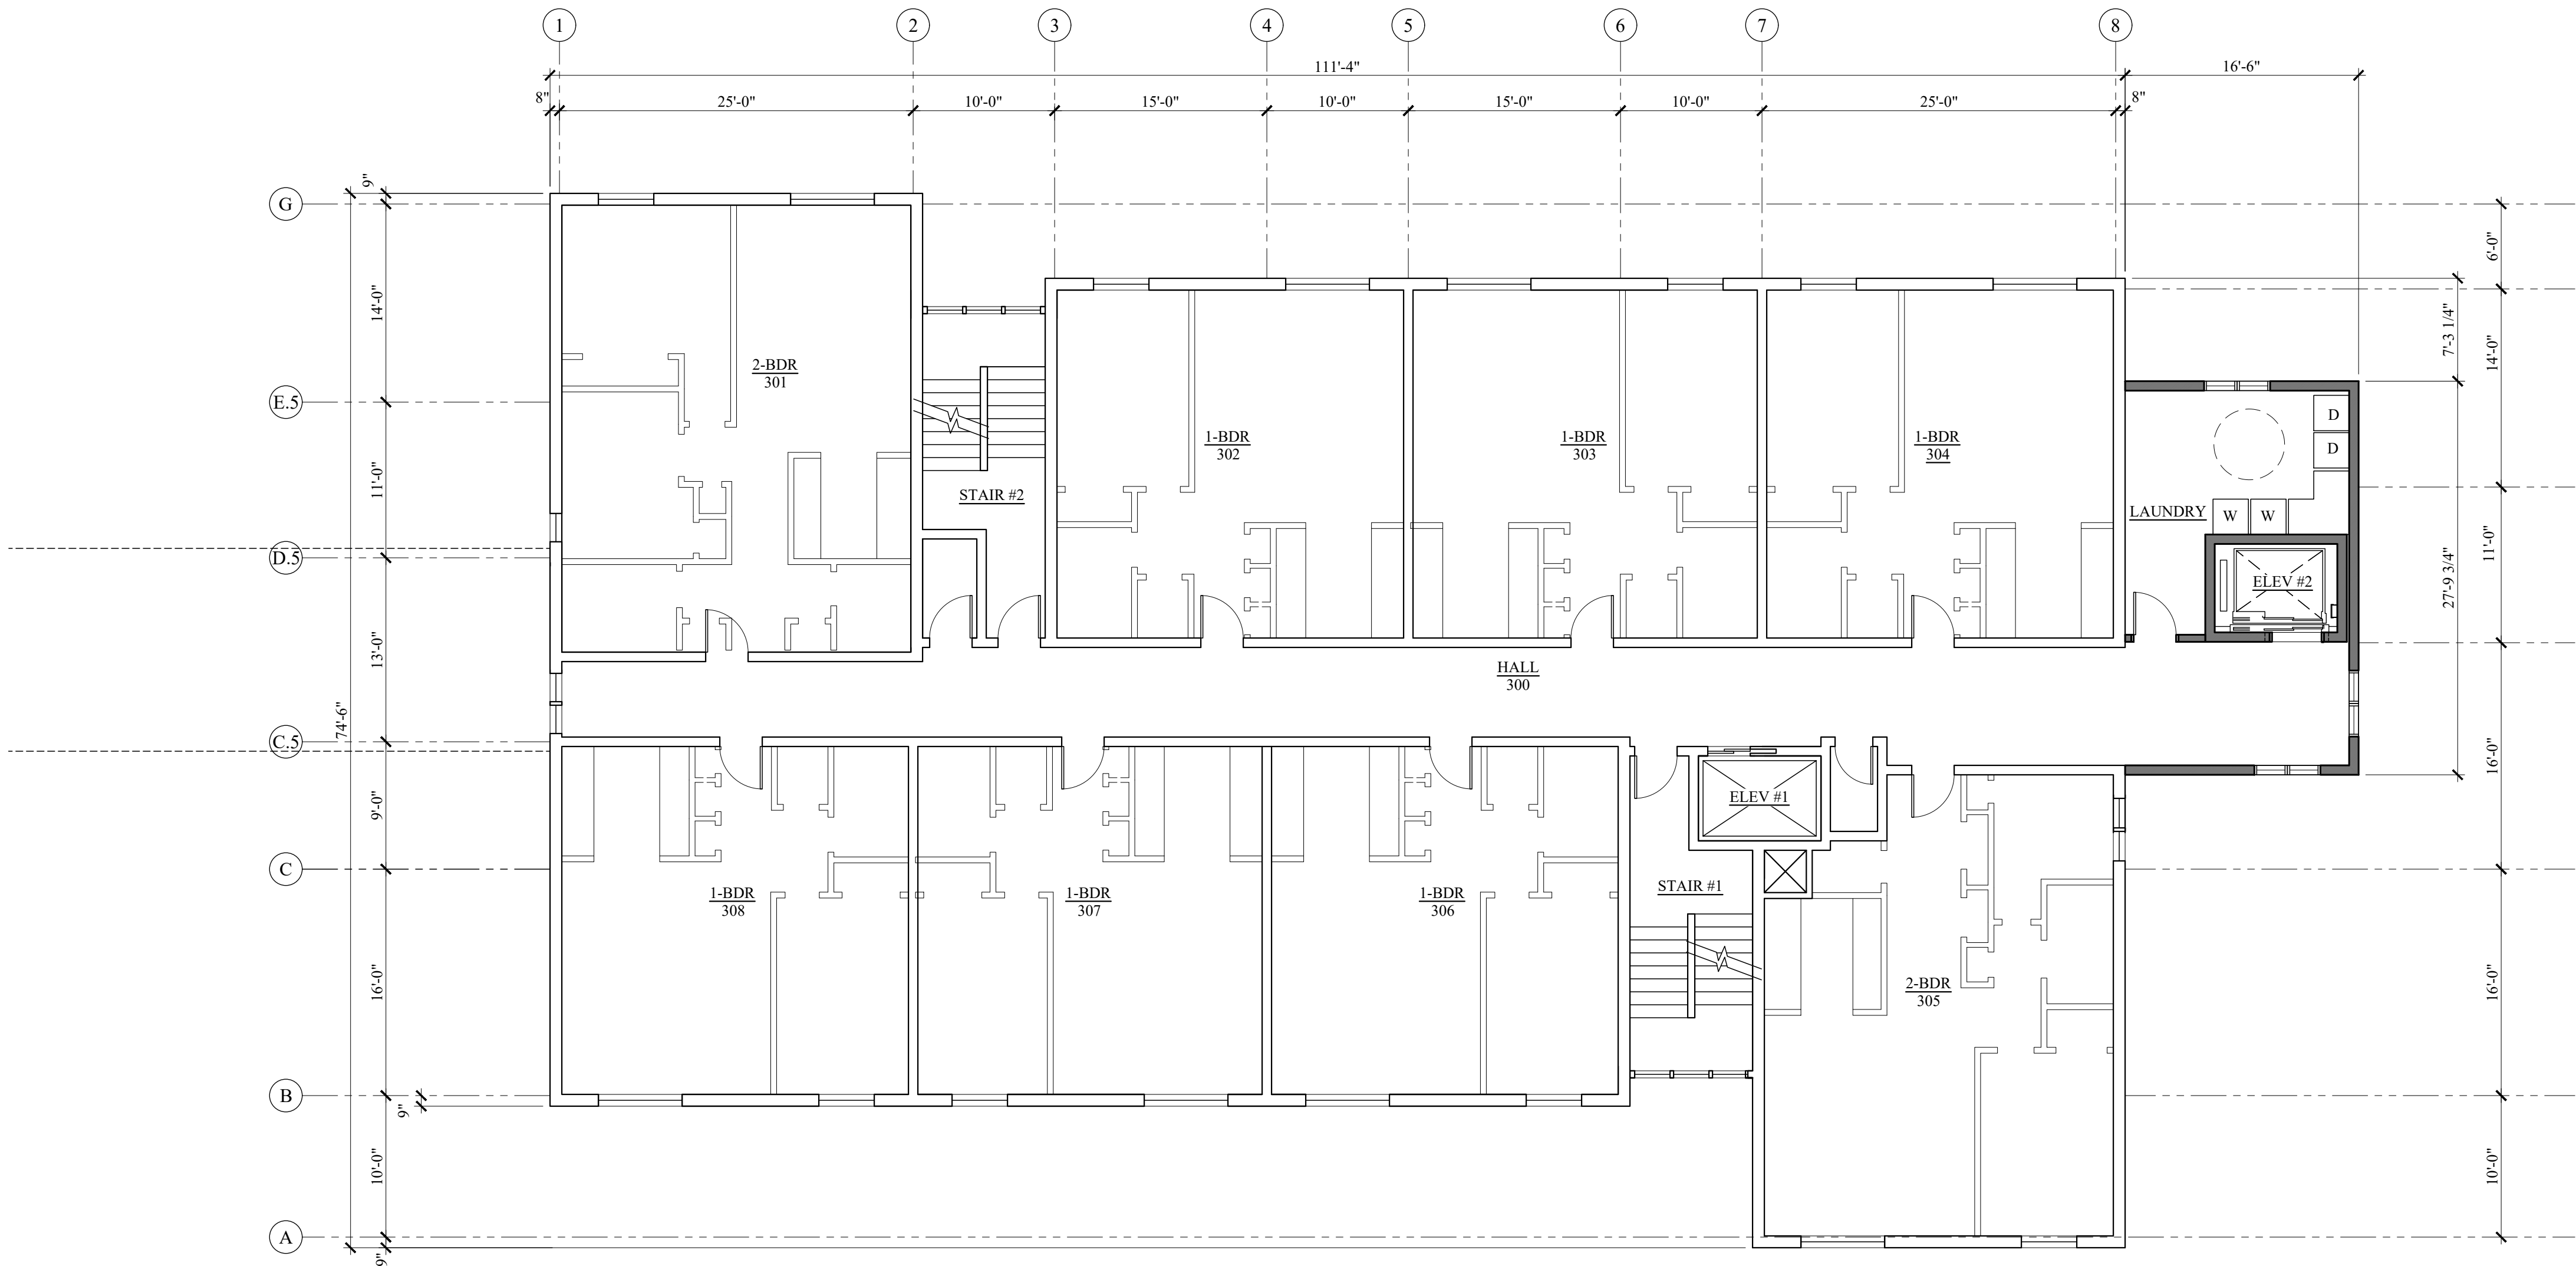 1 2 3 4 5 6 7 8
111'-4" 16'-6"
8" 25'-0" 10'-0" 15'-0" 10'-0" 15'-0" 10'-0" 25'-0" 8"
G
E.5
D.5
C.5
C
B
A
9"
14'-0"
11'-0"
13'-0"
74'-6"
9'-0"
16'-0"
9"
10'-0"
9"
2-BDR
301
STAIR #2
1-BDR
302
1-BDR
303
1-BDR
304
LAUNDRY
D
D
W W
ELEV #2
HALL
300
1-BDR
308
1-BDR
307
1-BDR
306
STAIR #1
ELEV #1
2-BDR
305
7'-3 1/4"
27'-9 3/4"
6'-0"
14'-0"
11'-0"
16'-0"
16'-0"
10'-0"